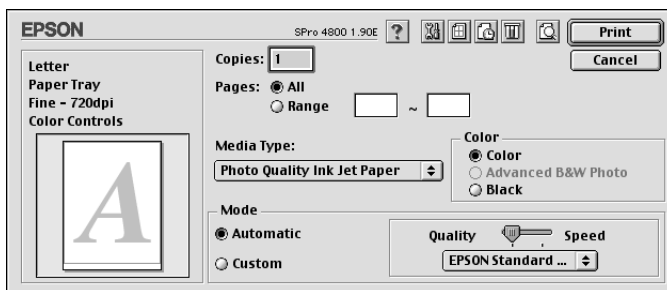 EPSON
SPro 4800 1.90E
?
Print
Letter
Paper Tray
Fine - 720dpi
Color Controls
A
Copies: 1
Cancel
Pages: All
Range ~
Media Type:
Photo Quality Ink Jet Paper
Color
Color
Advanced B&W Photo
Black
Mode
Automatic
Custom
Quality Speed
EPSON Standard ...